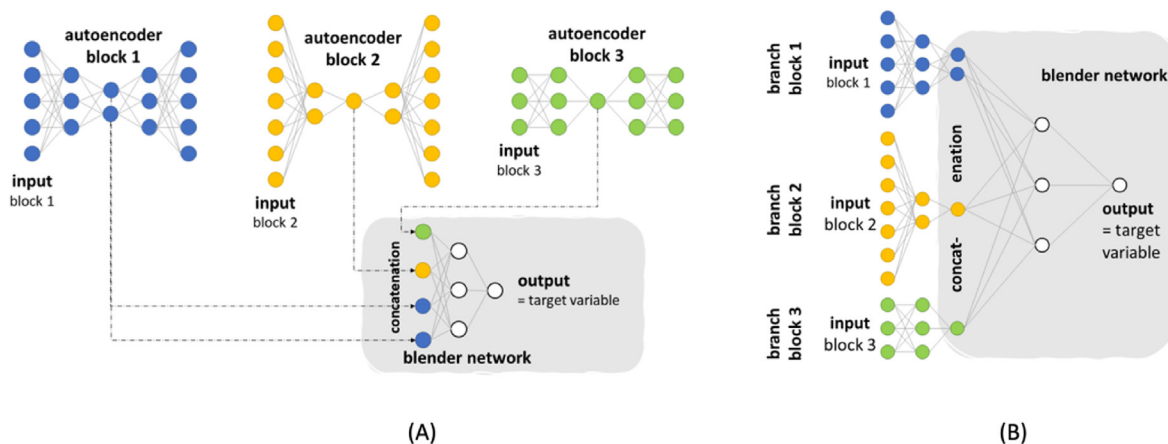 autoencoder
block 1
input
block 1
autoencoder
block 2
input
block 2
autoencoder
block 3
input
block 3
concatenation
output
= target variable
blender network
(A)
branch
block 1
input
block 1
blender network
branch
block 2
input
block 2
concat-
enation
output
= target
variable
branch
block 3
input
block 3
(B)